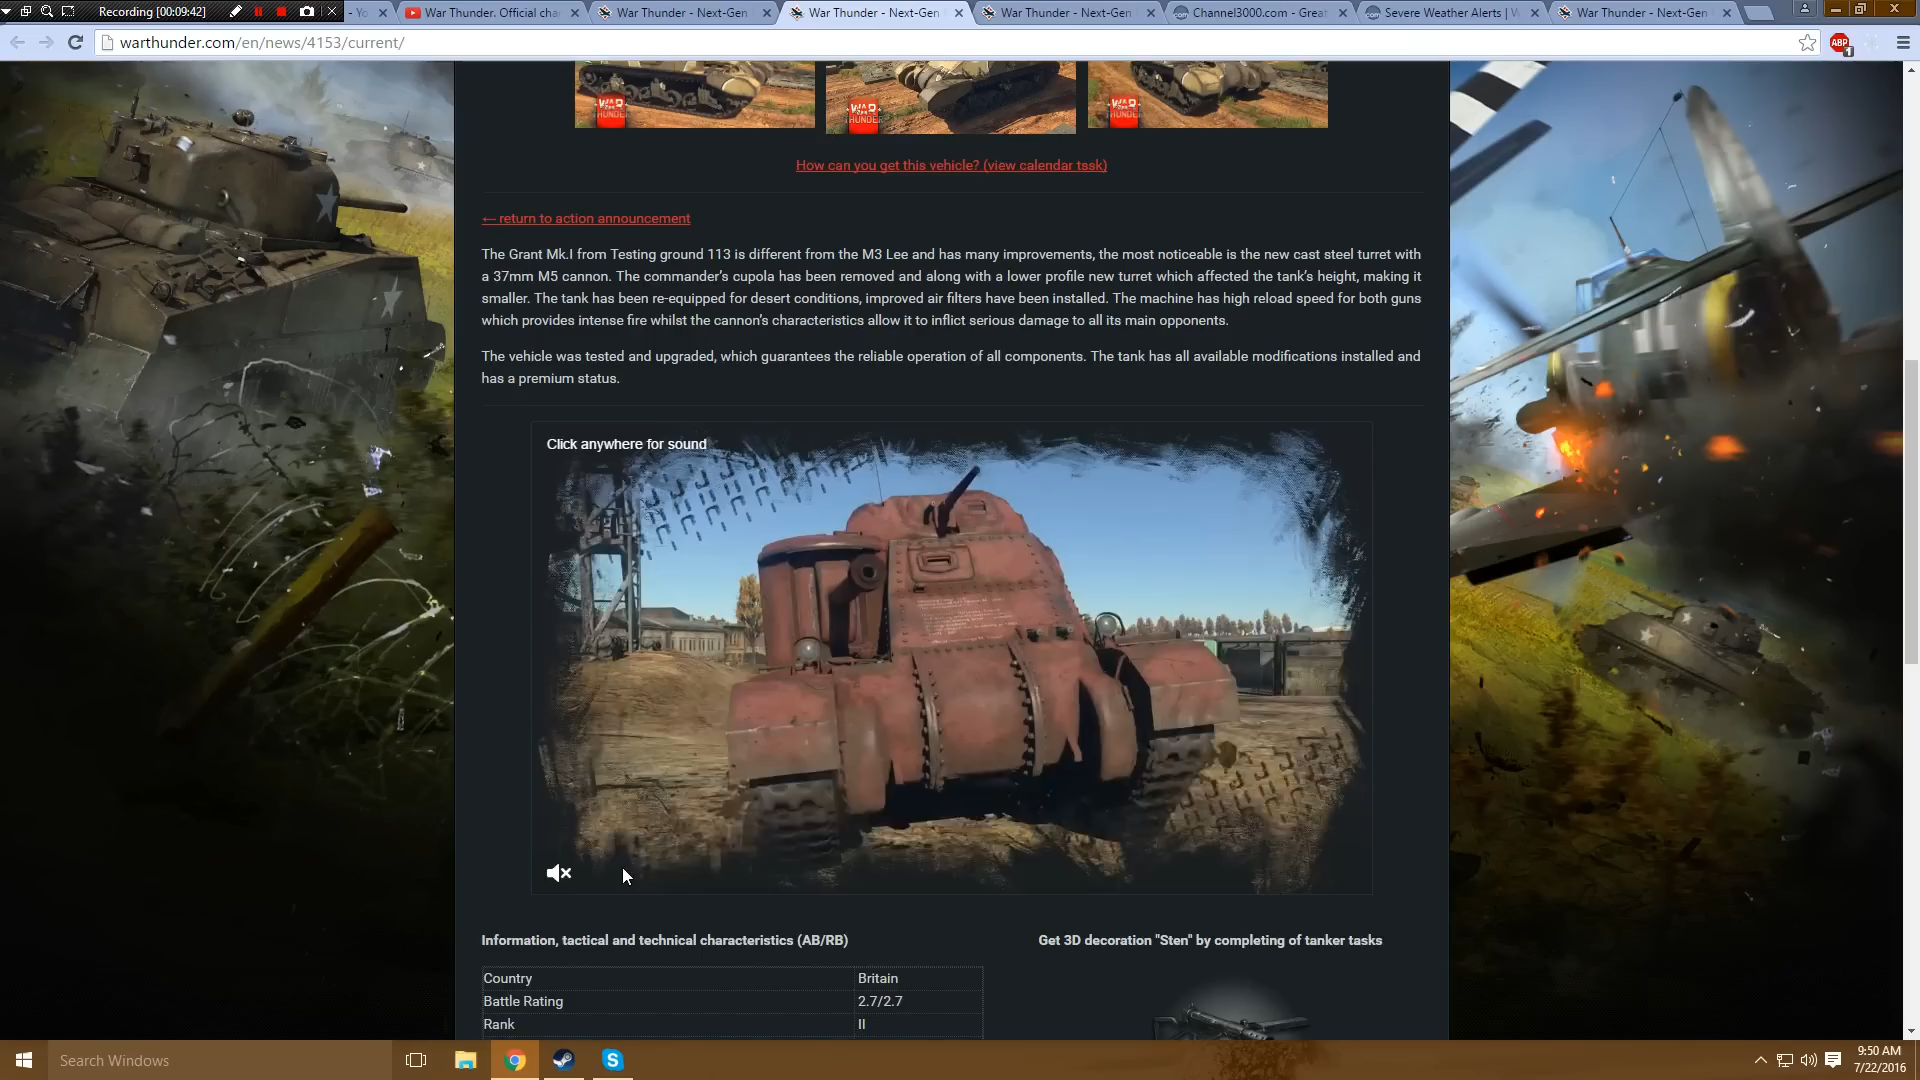 Recording [00:09:42]
- Yo
War Thunder. Official cha
War Thunder - Next-Gen
War Thunder - Next-Gen
War Thunder - Next-Gen
Channel3000.com - Great
Severe Weather Alerts | W
War Thunder - Next-Gen
warthunder.com/en/news/4153/current/
ABP
1
WAR
THUNDER
WAR
THUNDER
WAR
THUNDER
How can you get this vehicle? (view calendar tssk)
← return to action announcement
The Grant Mk.I from Testing ground 113 is different from the M3 Lee and has many improvements, the most noticeable is the new cast steel turret with
a 37mm M5 cannon. The commander's cupola has been removed and along with a lower profile new turret which affected the tank's height, making it
smaller. The tank has been re-equipped for desert conditions, improved air filters have been installed. The machine has high reload speed for both guns
which provides intense fire whilst the cannon's characteristics allow it to inflict serious damage to all its main opponents.
The vehicle was tested and upgraded, which guarantees the reliable operation of all components. The tank has all available modifications installed and
has a premium status.
Click anywhere for sound
Information, tactical and technical characteristics (AB/RB)
Get 3D decoration "Sten" by completing of tanker tasks
Country Britain
Battle Rating 2.7/2.7
Rank II
Search Windows
9:50 AM
7/22/2016